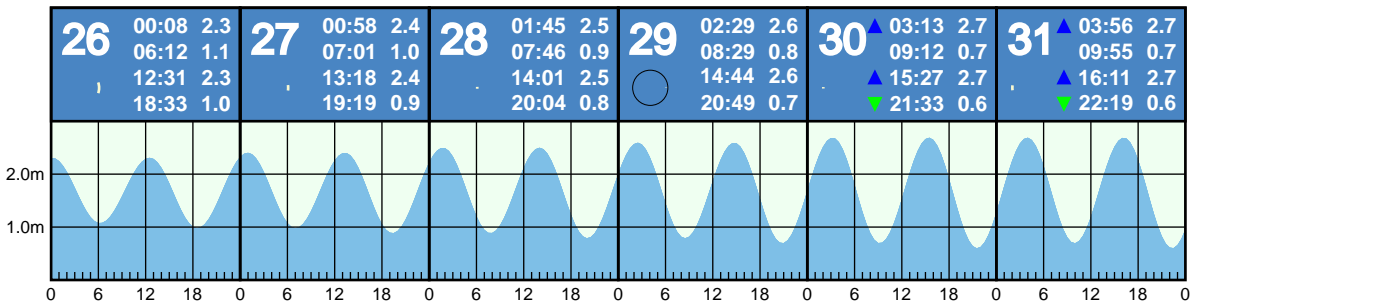 26
00:08 2.3
06:12 1.1
12:31 2.3
18:33 1.0
27
00:58 2.4
07:01 1.0
13:18 2.4
19:19 0.9
28
01:45 2.5
07:46 0.9
14:01 2.5
20:04 0.8
29
02:29 2.6
08:29 0.8
14:44 2.6
20:49 0.7
30
▲ 03:13 2.7
09:12 0.7
▲ 15:27 2.7
▼ 21:33 0.6
31
▲ 03:56 2.7
09:55 0.7
▲ 16:11 2.7
▼ 22:19 0.6
2.0m
1.0m
0 6 12 18 0 6 12 18 0 6 12 18 0 6 12 18 0 6 12 18 0 6 12 18 0